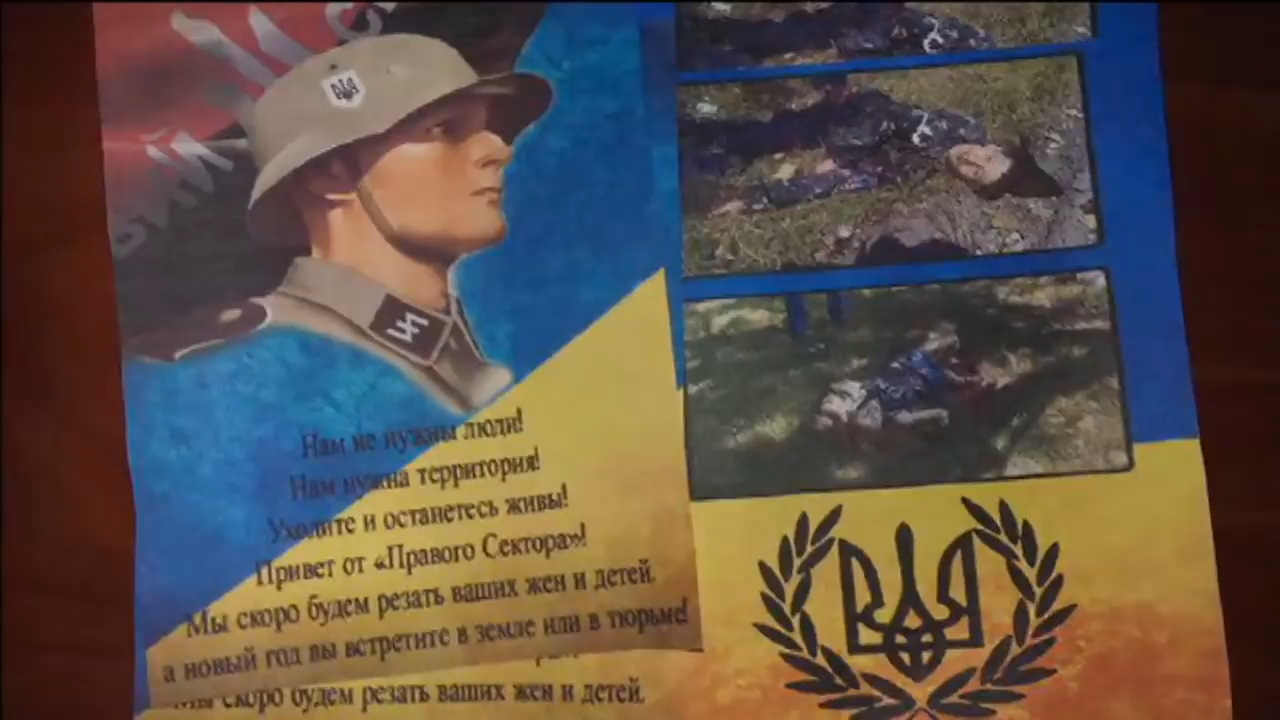 Нам не нужны люди!
Нам нужна территория!
Уходите и останетесь живы!
Привет от «Правого Сектора»!
Мы скоро будем резать ваших жен и детей,
а новый год вы встретите в земле или в тюрьме!
скоро будем резать ваших жен и детей,